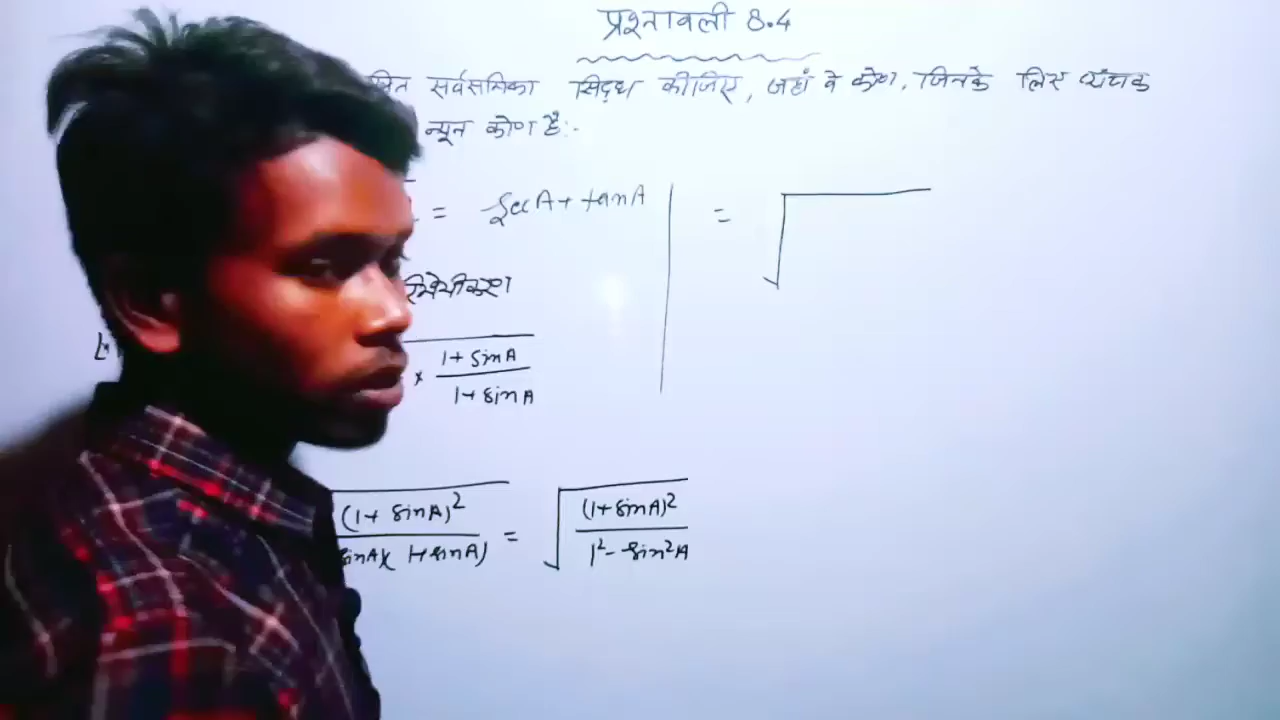 प्रश्नावली 8.4
सर्वसमिका सिद्ध कीजिए, जहाँ वे कोण, जिनके लिए व्यंजक
न्यून कोण है:-
= secA + tanA
× 1 + sinA
1 + sinA
(1 + sinA)² = √ (1+sinA)²
sinA)( 1+sinA) 1² - sin²A
= √